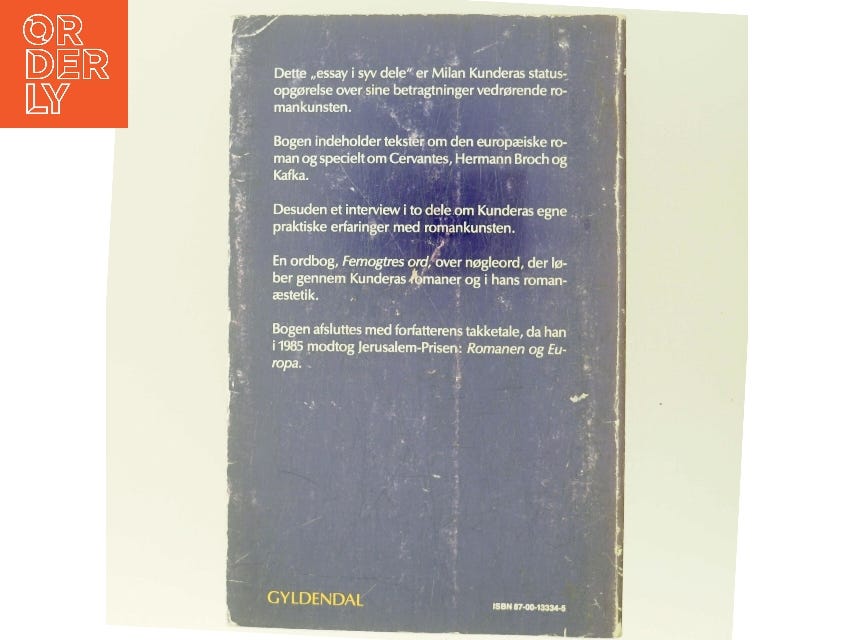 OR
DER
LY
Dette „essay i syv dele“ er Milan Kunderas status-
opgørelse over sine betragtninger vedrørende ro-
mankunsten.
Bogen indeholder tekster om den europæiske ro-
man og specielt om Cervantes, Hermann Broch og
Kafka.
Desuden et interview i to dele om Kunderas egne
praktiske erfaringer med romankunsten.
En ordbog, Femogtres ord, over nøgleord, der lø-
ber gennem Kunderas romaner og i hans roman-
æstetik.
Bogen afsluttes med forfatterens takketale, da han
i 1985 modtog Jerusalem-Prisen: Romanen og Eu-
ropa.
GYLDENDAL
ISBN 87-00-13334-5